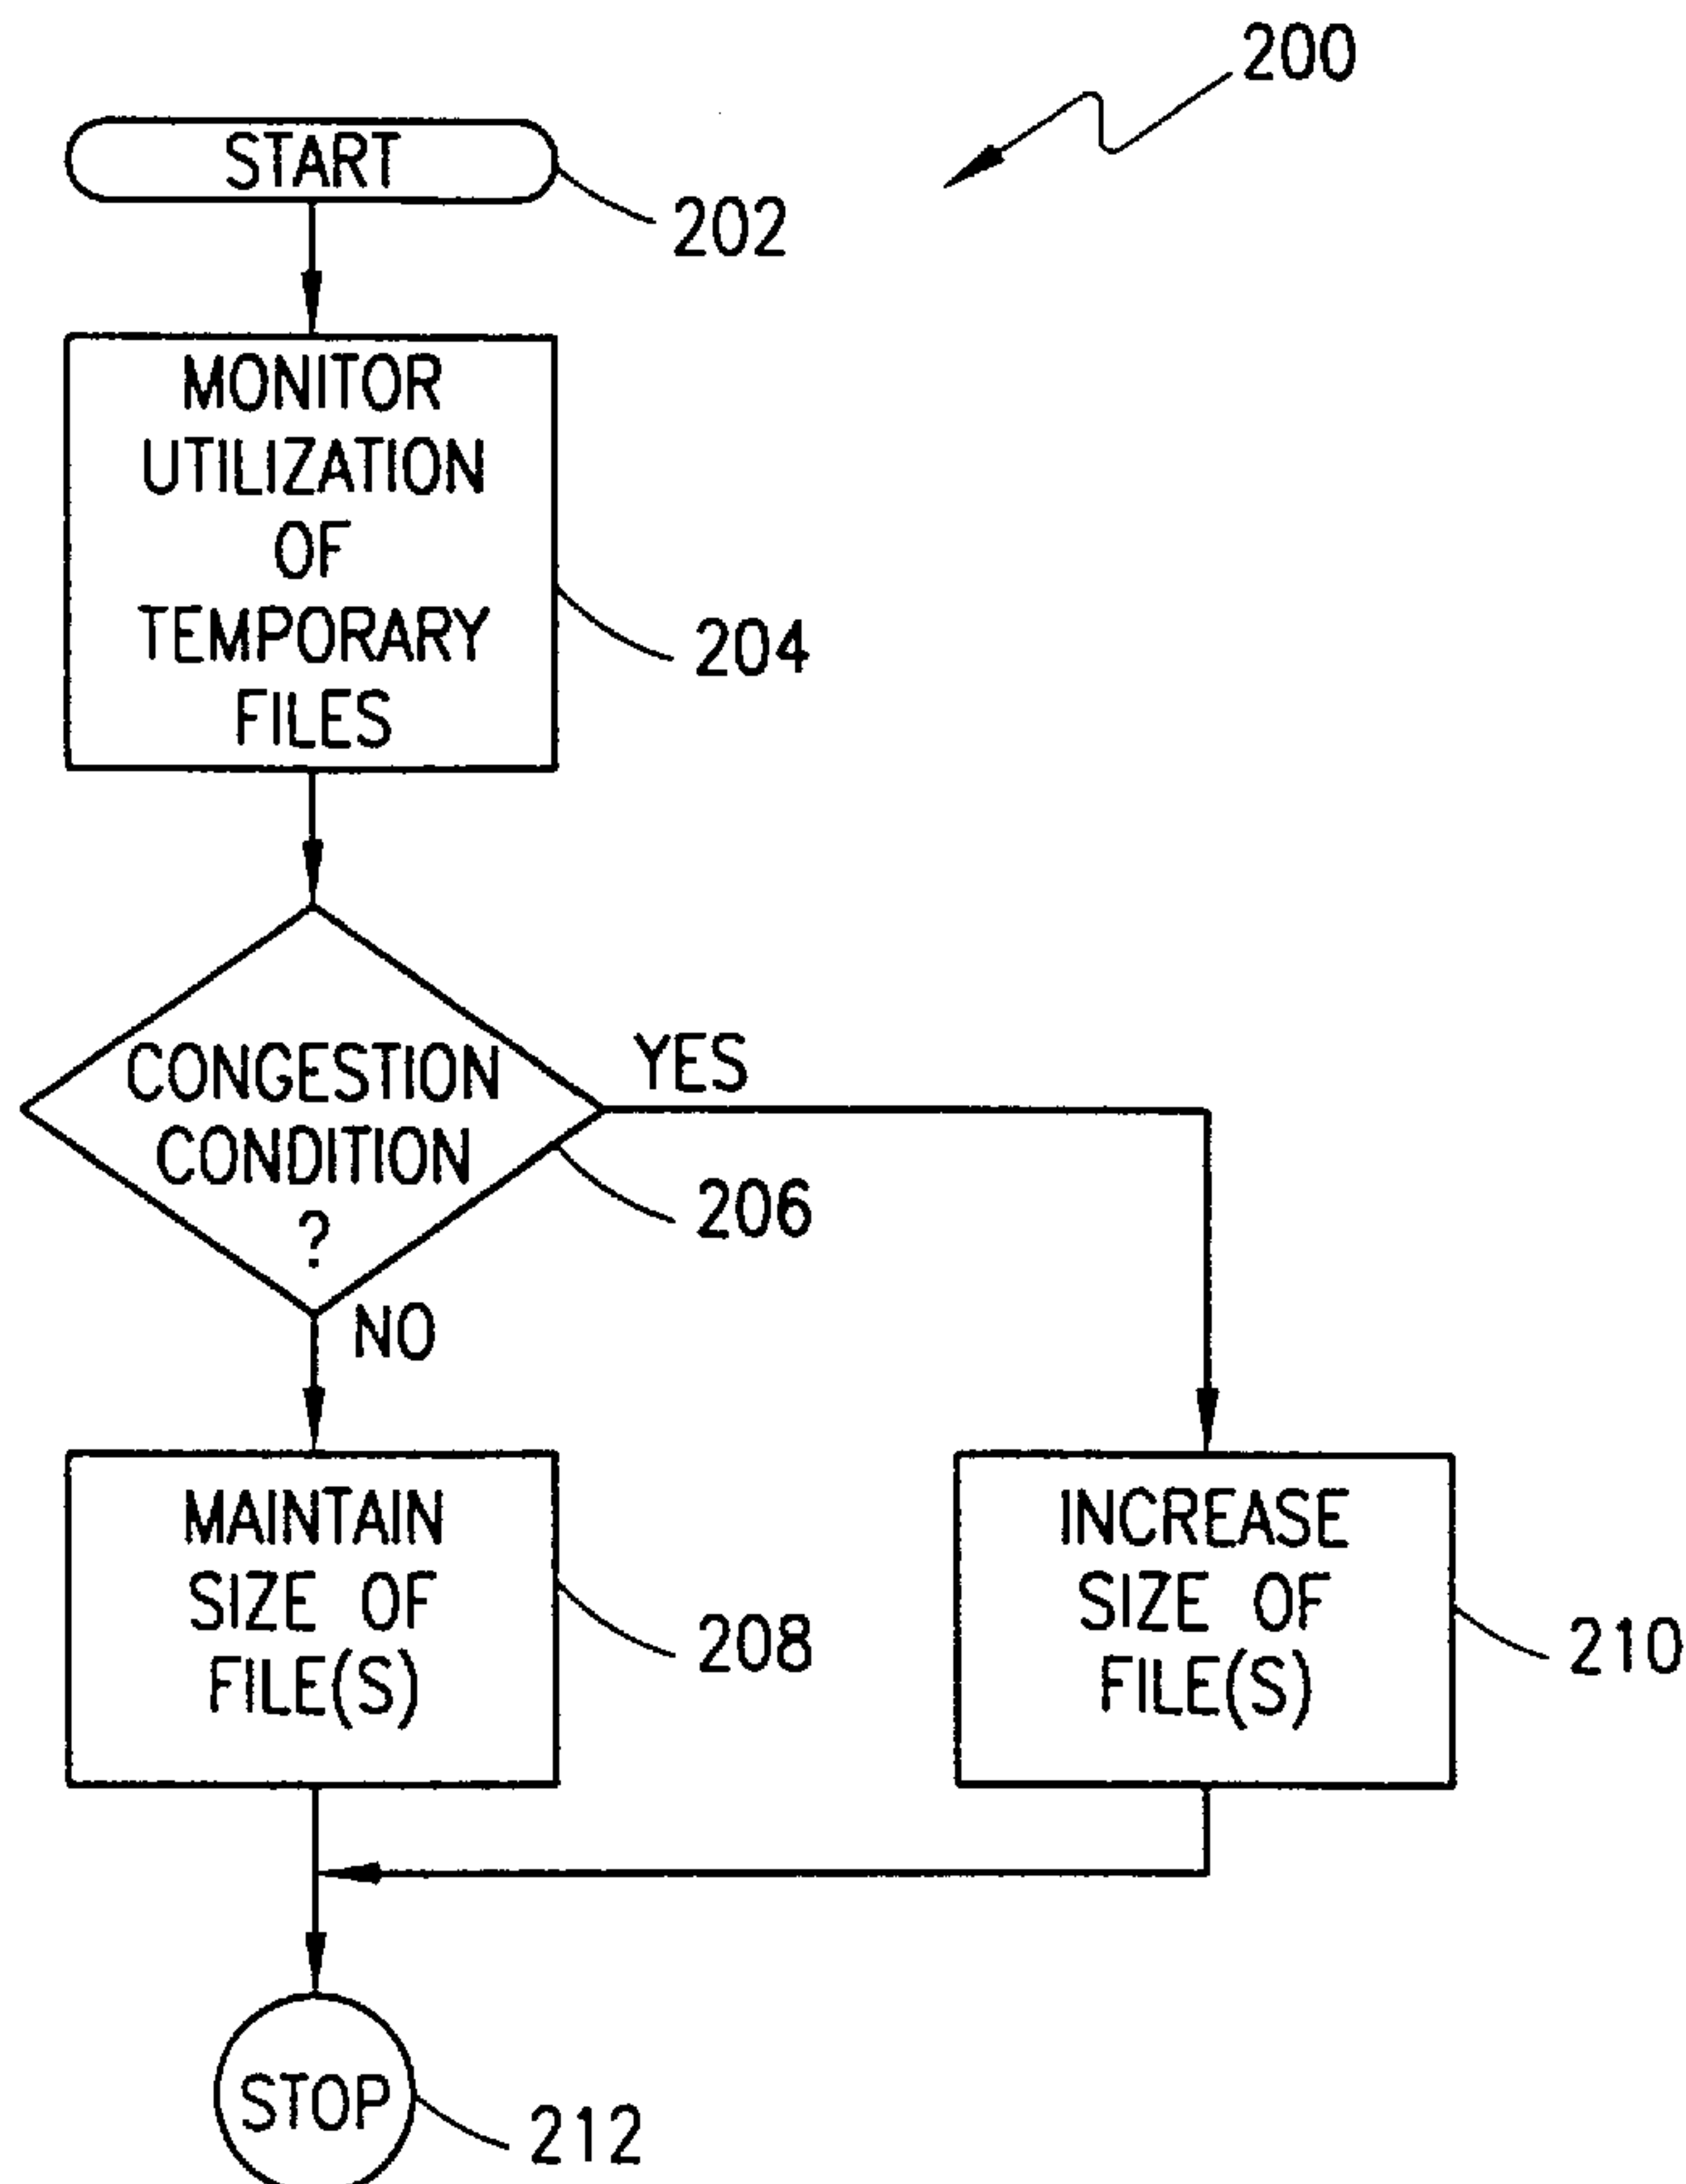 200
START
202
MONITOR
UTILIZATION
OF
TEMPORARY
FILES
204
CONGESTION
CONDITION
?
YES
206
NO
MAINTAIN
SIZE OF
FILE(S)
208
INCREASE
SIZE OF
FILE(S)
210
STOP
212